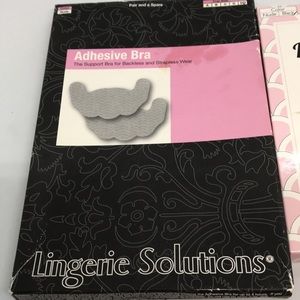 Pair and a Spare
Adhesive Bra
The Support Bra for Backless and Strapless Wear
Lingerie Solutions®